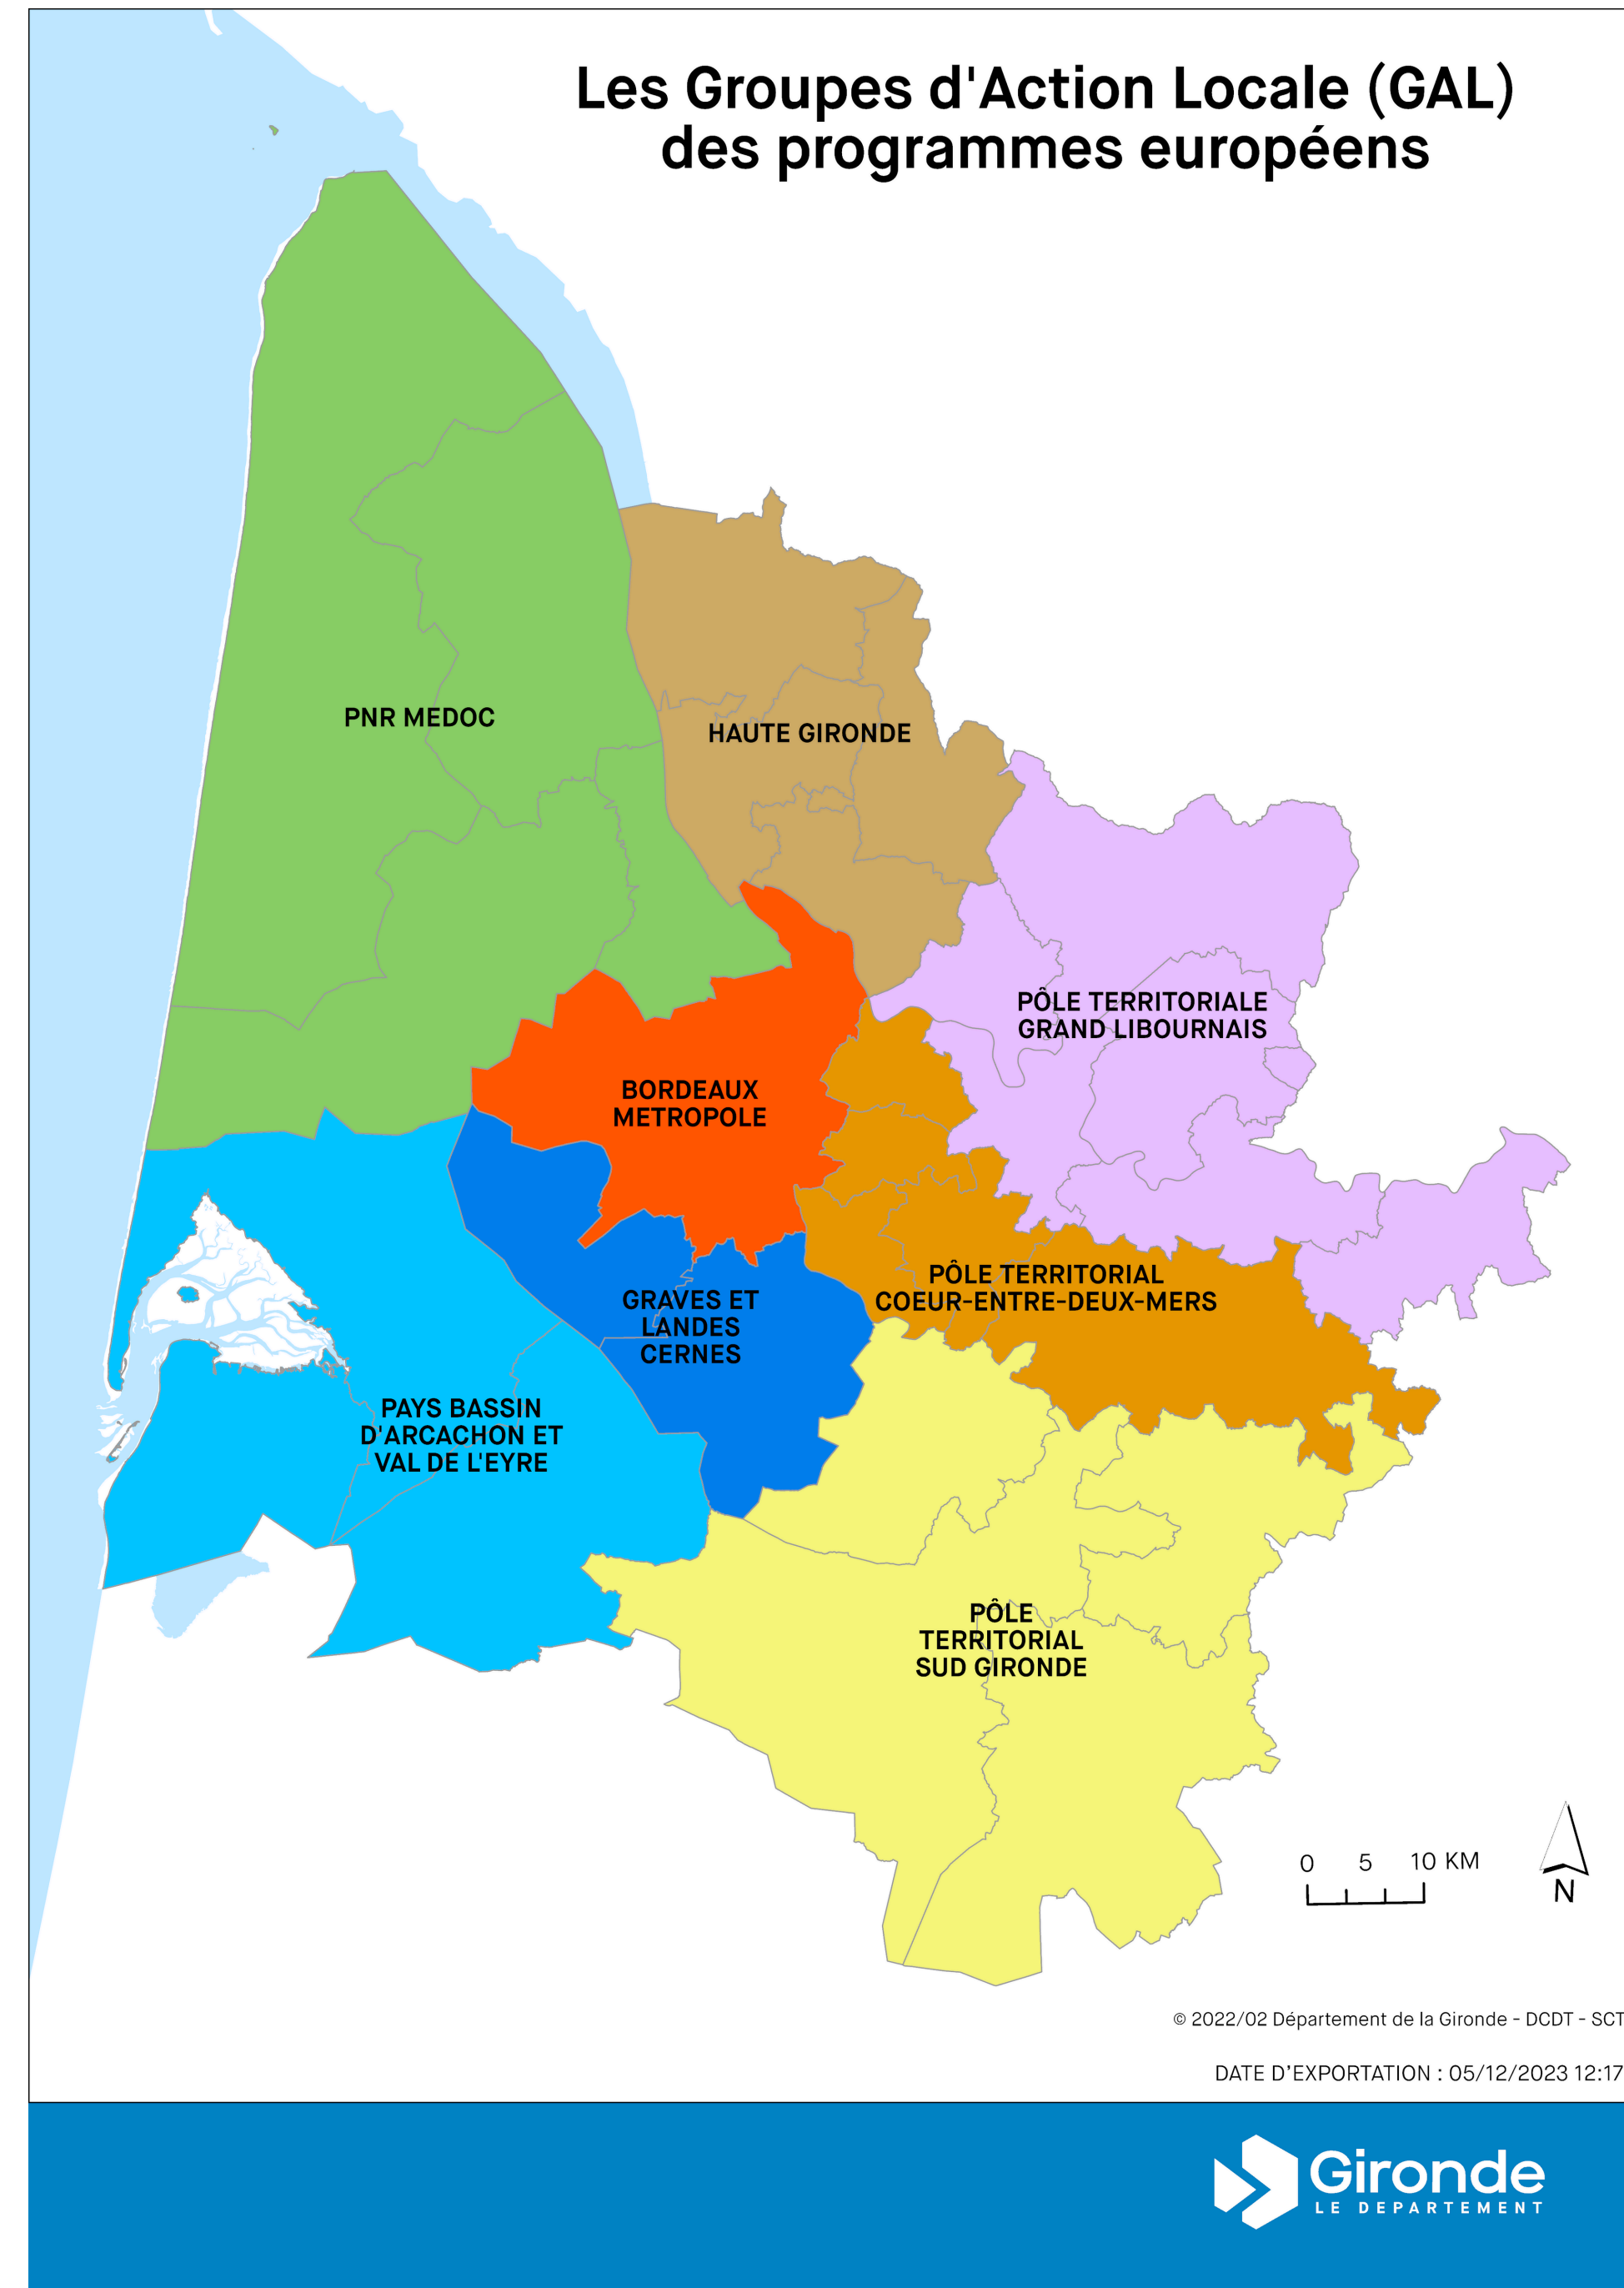 Les Groupes d'Action Locale (GAL)
des programmes européens
PNR MEDOC
HAUTE GIRONDE
PÔLE TERRITORIALE
GRAND LIBOURNAIS
BORDEAUX
METROPOLE
PÔLE TERRITORIAL
COEUR-ENTRE-DEUX-MERS
GRAVES ET
LANDES
CERNES
PAYS BASSIN
D'ARCACHON ET
VAL DE L'EYRE
PÔLE
TERRITORIAL
SUD GIRONDE
0 5 10 KM
N
© 2022/02 Département de la Gironde - DCDT - SCT
DATE D'EXPORTATION : 05/12/2023 12:17
Gironde
LE DEPARTEMENT